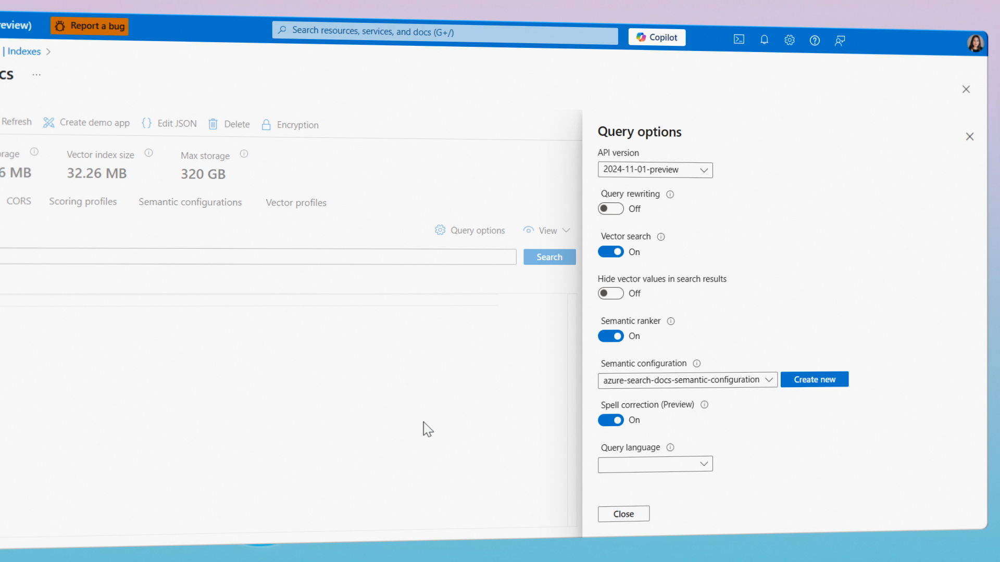 eview)
Report a bug
Search resources, services, and docs (G+/)
Copilot
| Indexes >
cs ...
Refresh
Create demo app
{} Edit JSON
Delete
Encryption
rage
Vector index size
Max storage
6 MB
32.26 MB
320 GB
CORS
Scoring profiles
Semantic configurations
Vector profiles
Query options
View
Search
Query options
API version
2024-11-01-preview
Query rewriting
Off
Vector search
On
Hide vector values in search results
Off
Semantic ranker
On
Semantic configuration
azure-search-docs-semantic-configuration
Create new
Spell correction (Preview)
On
Query language
Close